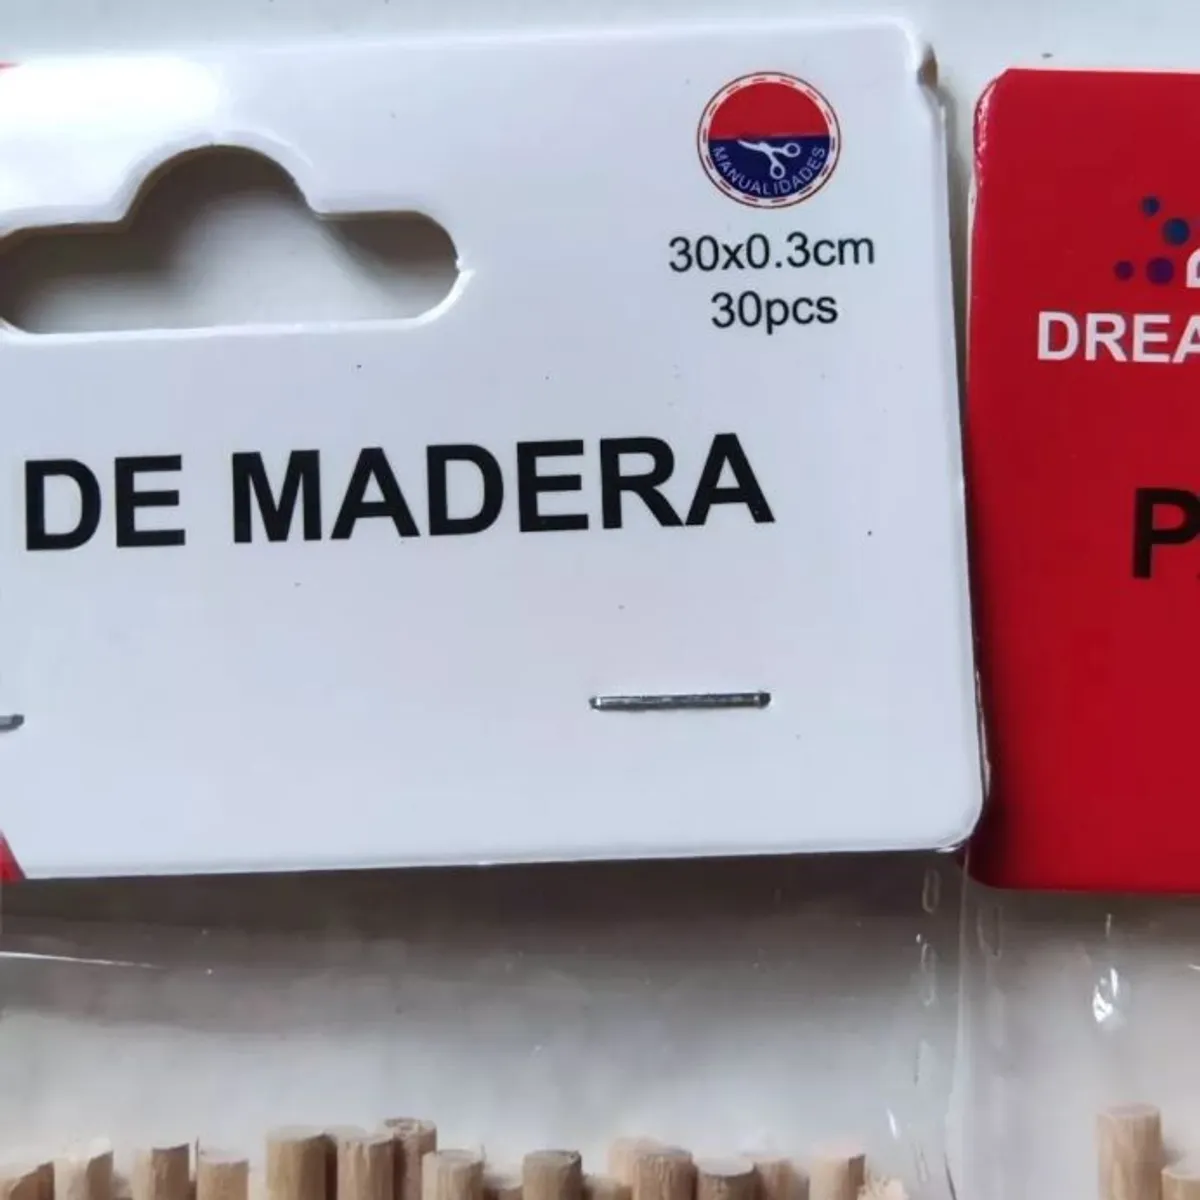 MANUALIDADES
30x0.3cm
30pcs
DE MADERA
DREA
P